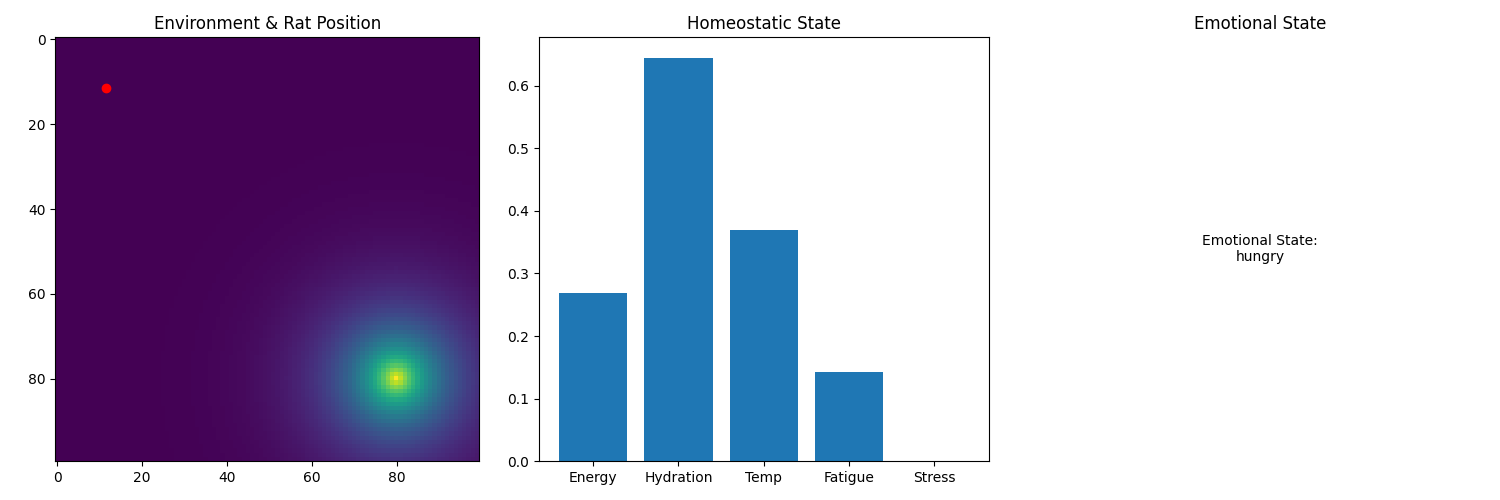 Environment & Rat Position
0
20
40
60
80
0 20 40 60 80
Homeostatic State
0.6
0.5
0.4
0.3
0.2
0.1
0.0
Energy Hydration Temp Fatigue Stress
Emotional State
Emotional State:
hungry